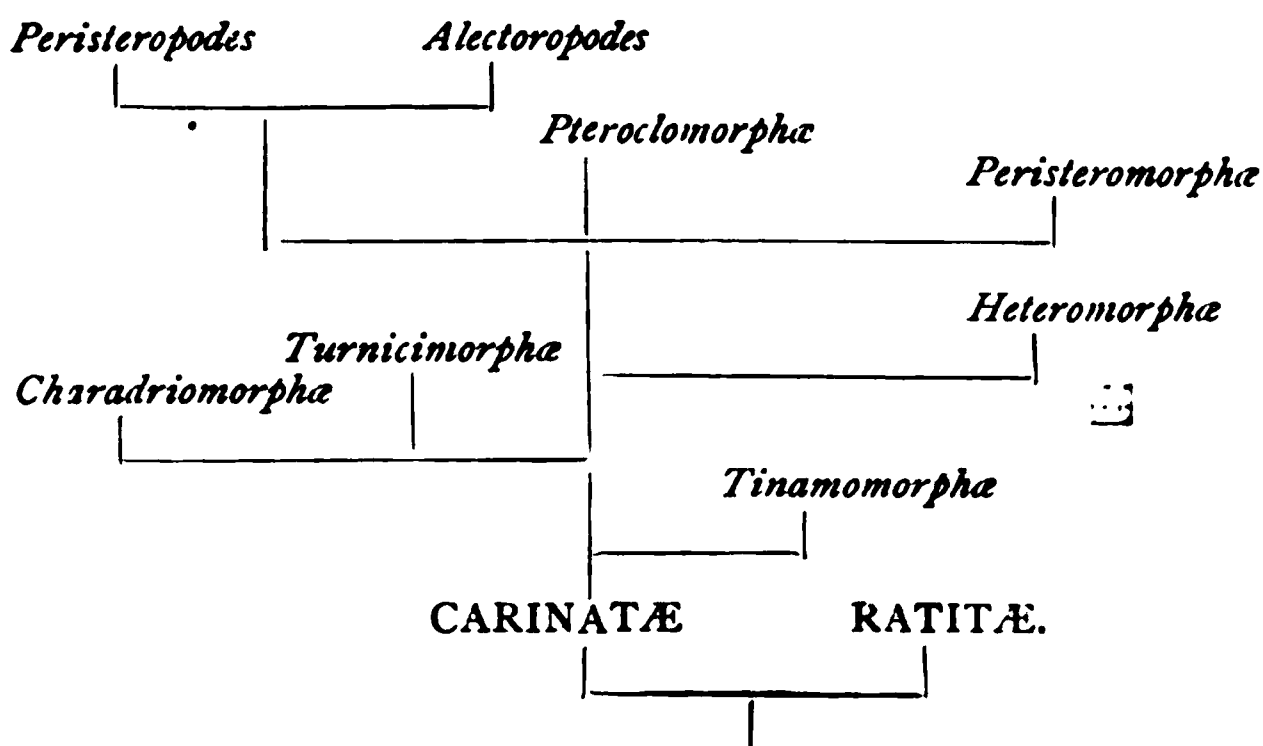 Peristeropodes Alectoropodes
Pteroclomorphæ
Peristeromorphæ
Heteromorphæ
Turnicimorphæ
Charadriomorphæ
Tinamomorphæ
CARINATÆ RATITÆ.